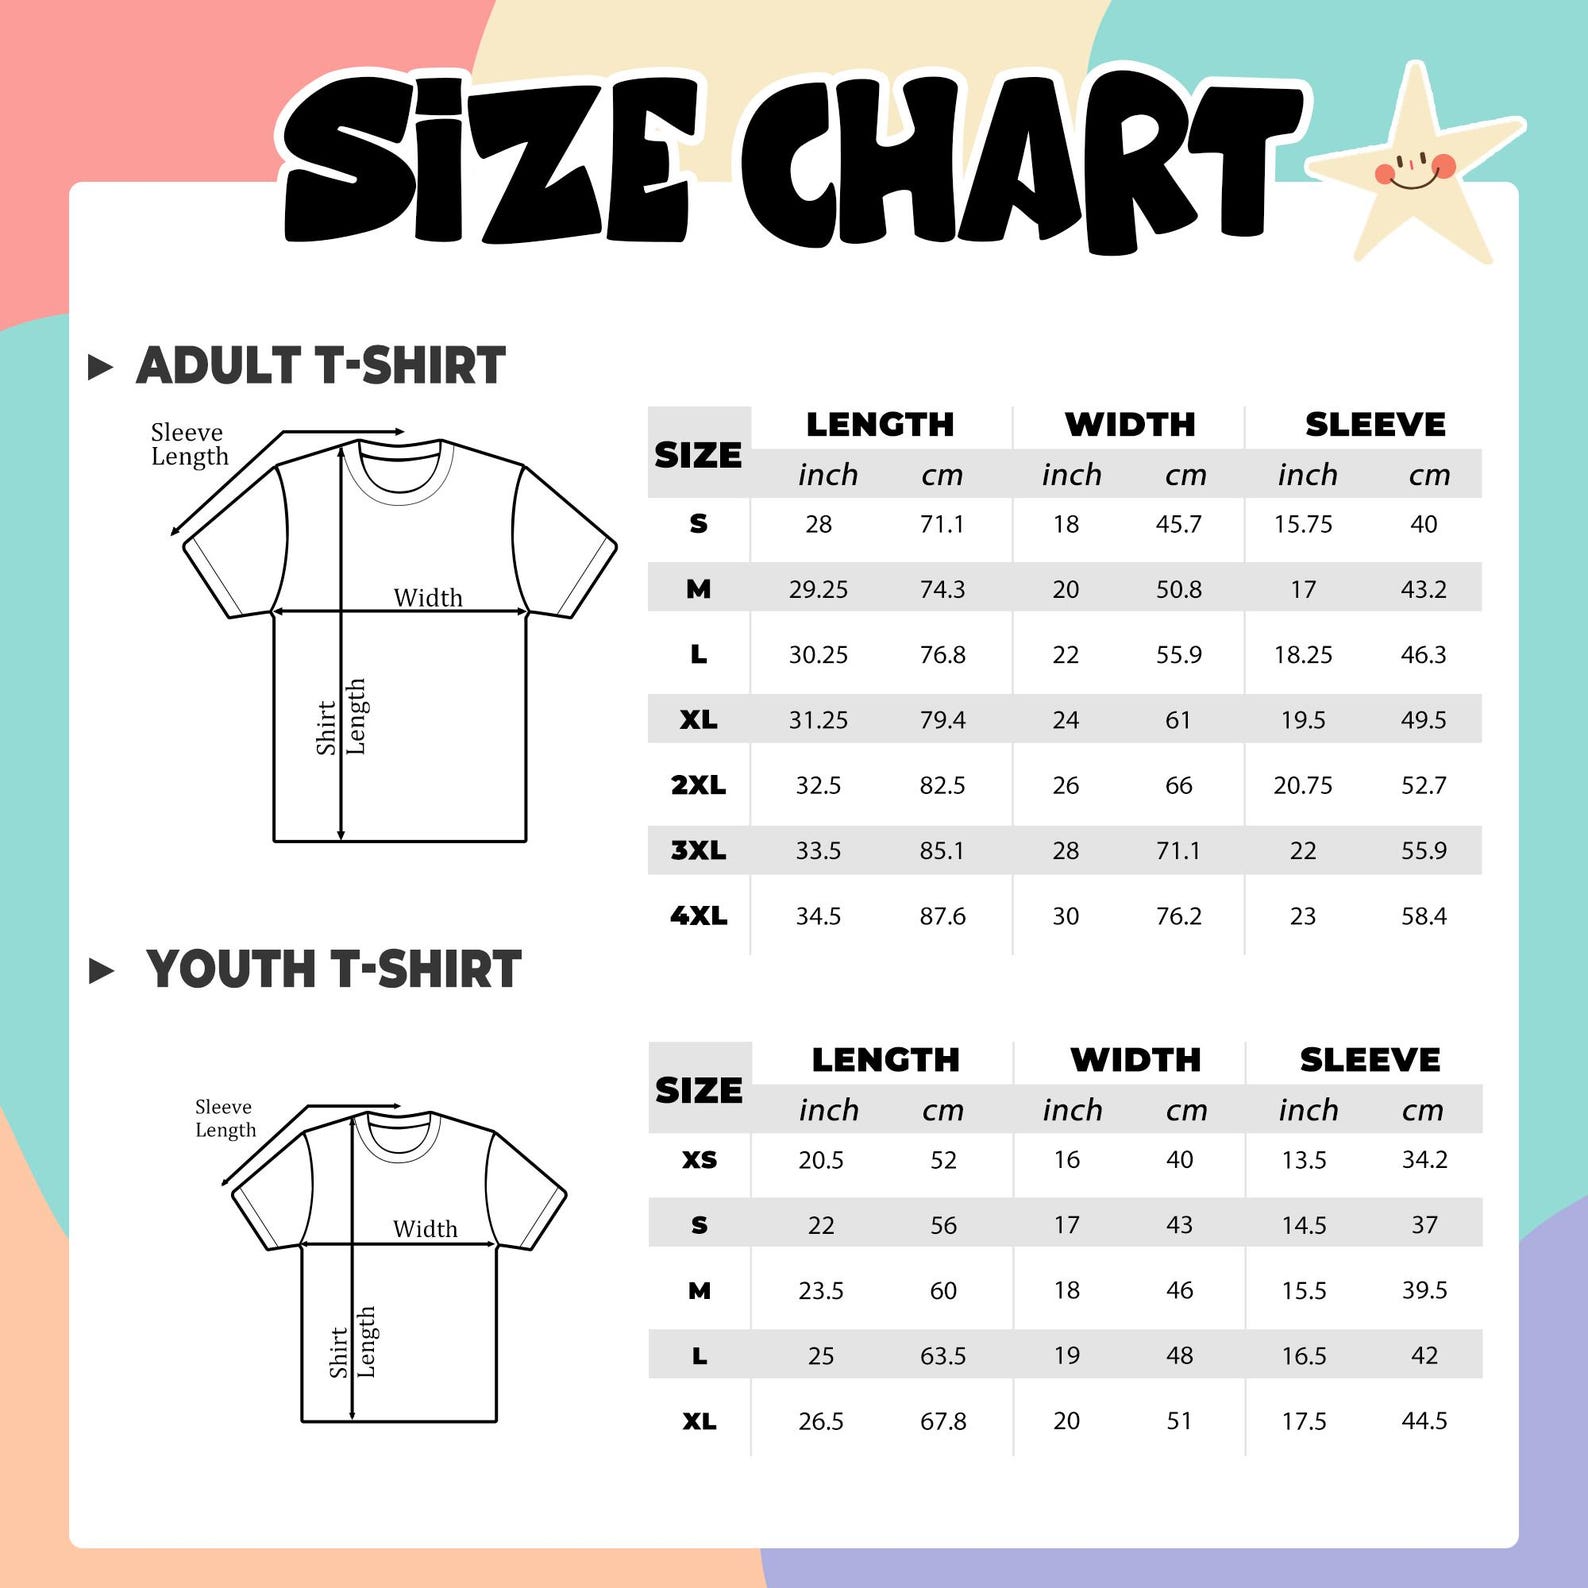 SiZE CHART
ADULT T-SHIRT
Sleeve
Length
Width
Shirt
Length
SIZE LENGTH WIDTH SLEEVE
inch cm inch cm inch cm
S 28 71.1 18 45.7 15.75 40
M 29.25 74.3 20 50.8 17 43.2
L 30.25 76.8 22 55.9 18.25 46.3
XL 31.25 79.4 24 61 19.5 49.5
2XL 32.5 82.5 26 66 20.75 52.7
3XL 33.5 85.1 28 71.1 22 55.9
4XL 34.5 87.6 30 76.2 23 58.4
YOUTH T-SHIRT
Sleeve
Length
Width
Shirt
Length
SIZE LENGTH WIDTH SLEEVE
inch cm inch cm inch cm
XS 20.5 52 16 40 13.5 34.2
S 22 56 17 43 14.5 37
M 23.5 60 18 46 15.5 39.5
L 25 63.5 19 48 16.5 42
XL 26.5 67.8 20 51 17.5 44.5